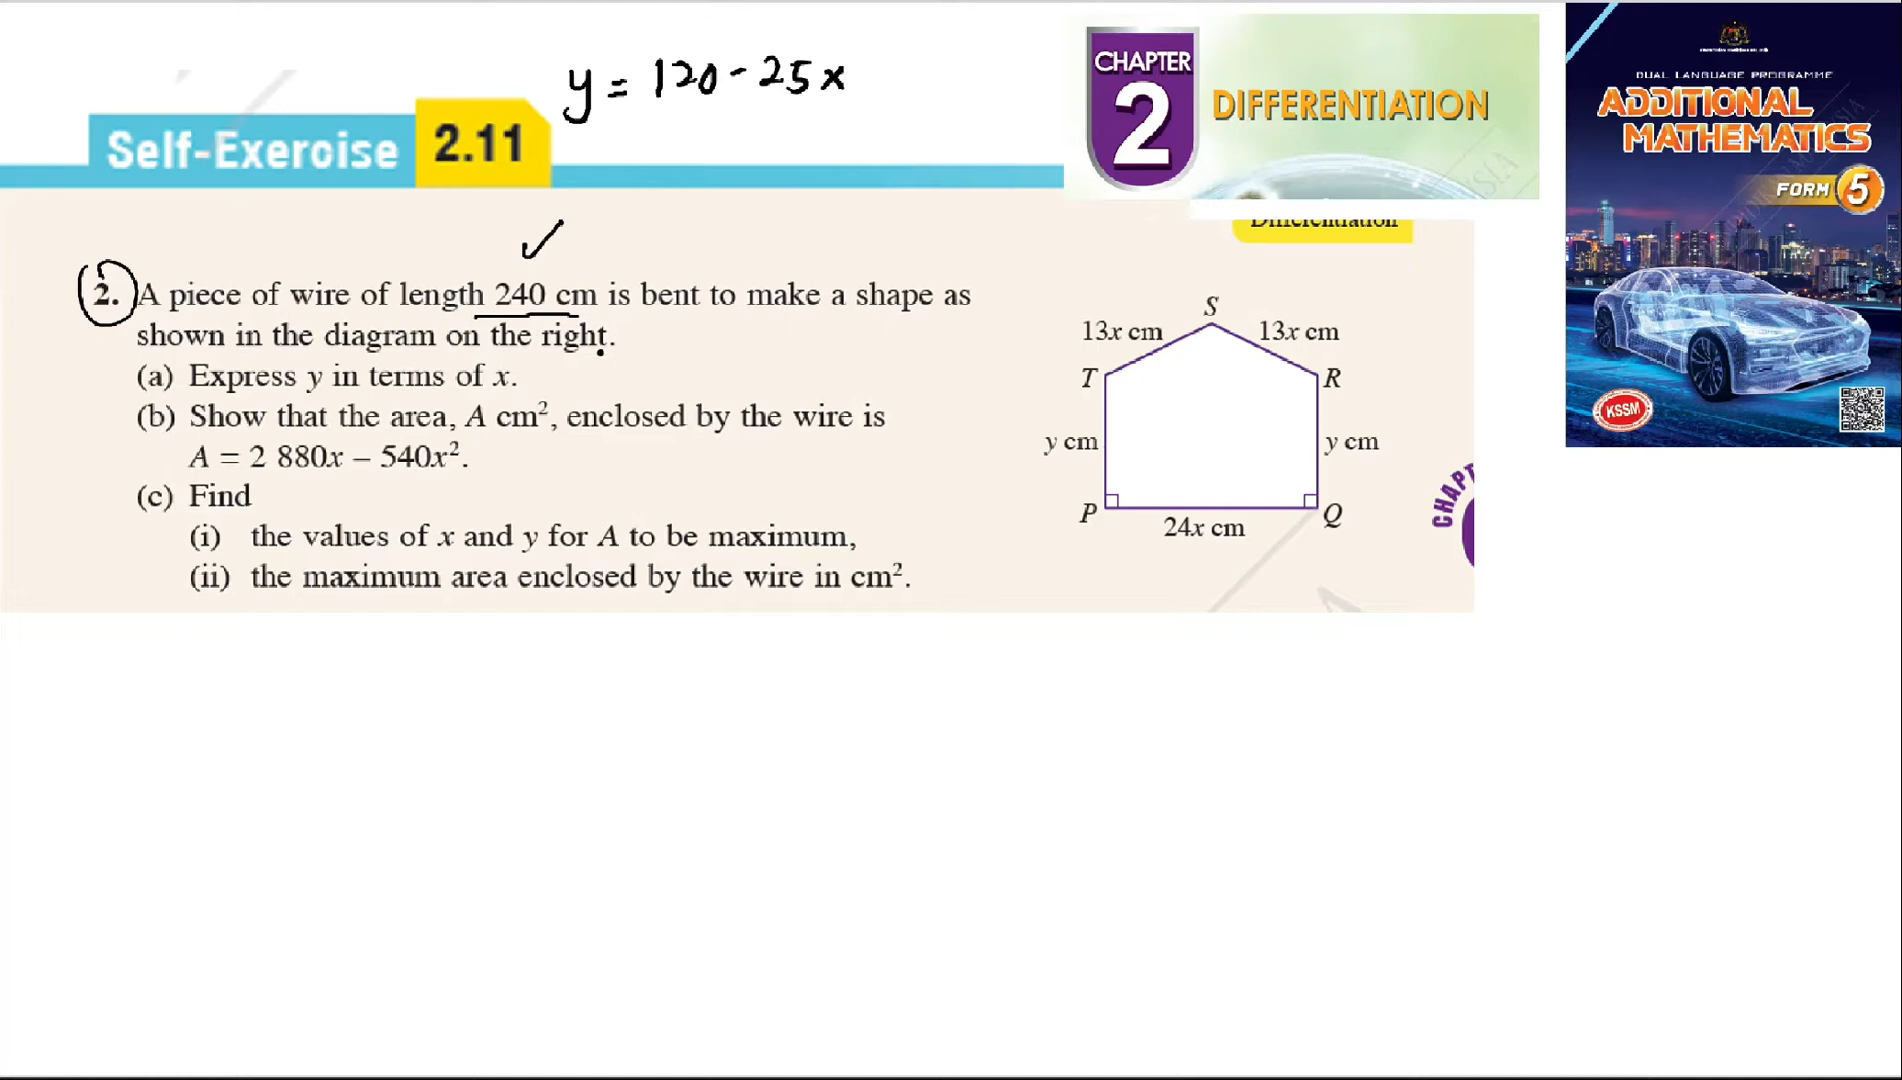 y = 120 - 25x
CHAPTER
2
DIFFERENTIATION
DUAL LANGUAGE PROGRAMME
ADDITIONAL
MATHEMATICS
FORM 5
KSSM
Self-Exercise 2.11
Differentiation
2. A piece of wire of length 240 cm is bent to make a shape as
shown in the diagram on the right.
(a) Express y in terms of x.
(b) Show that the area, A cm², enclosed by the wire is
A = 2 880x – 540x².
(c) Find
(i) the values of x and y for A to be maximum,
(ii) the maximum area enclosed by the wire in cm².
S
13x cm 13x cm
T R
y cm y cm
P Q
24x cm
CHAPT